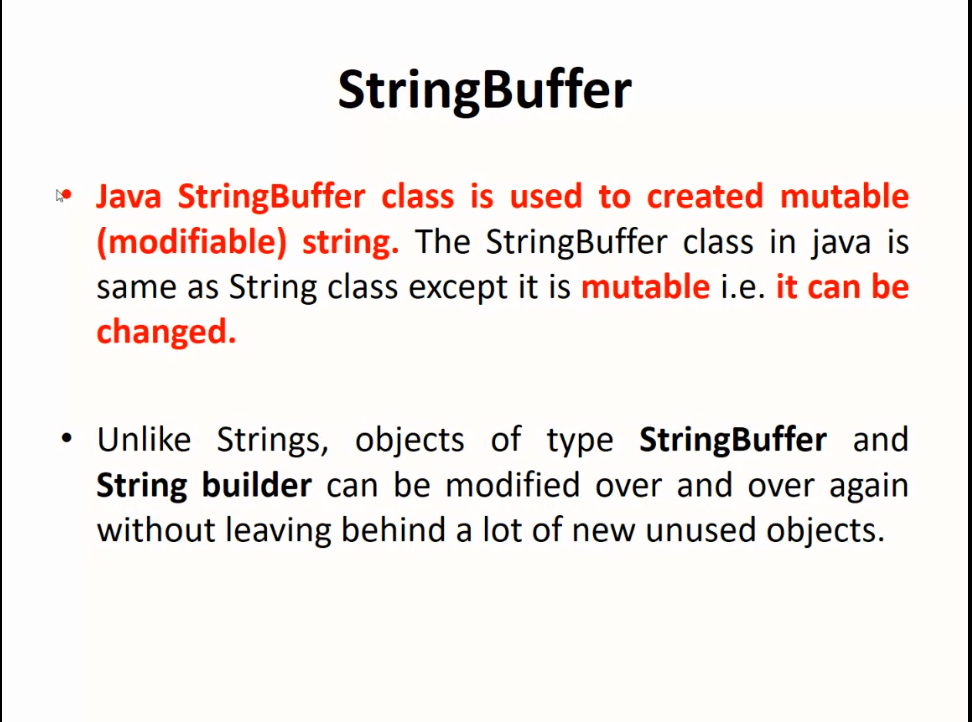 StringBuffer
• Java StringBuffer class is used to created mutable
(modifiable) string. The StringBuffer class in java is
same as String class except it is mutable i.e. it can be
changed.
• Unlike Strings, objects of type StringBuffer and
String builder can be modified over and over again
without leaving behind a lot of new unused objects.